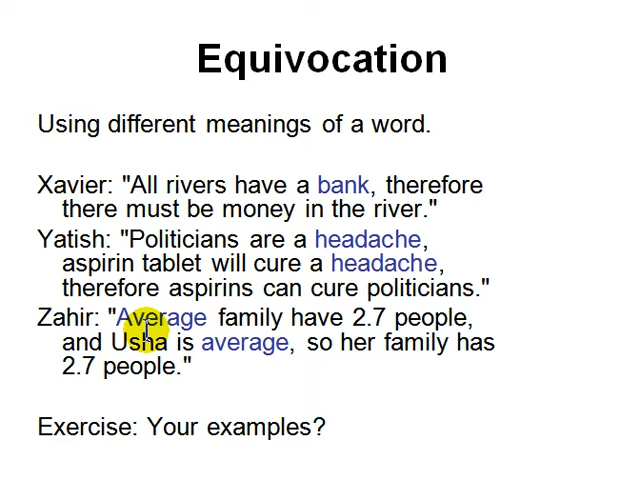 Equivocation
Using different meanings of a word.
Xavier: "All rivers have a bank, therefore
there must be money in the river."
Yatish: "Politicians are a headache,
aspirin tablet will cure a headache,
therefore aspirins can cure politicians."
Zahir: "Average family have 2.7 people,
and Usha is average, so her family has
2.7 people."
Exercise: Your examples?